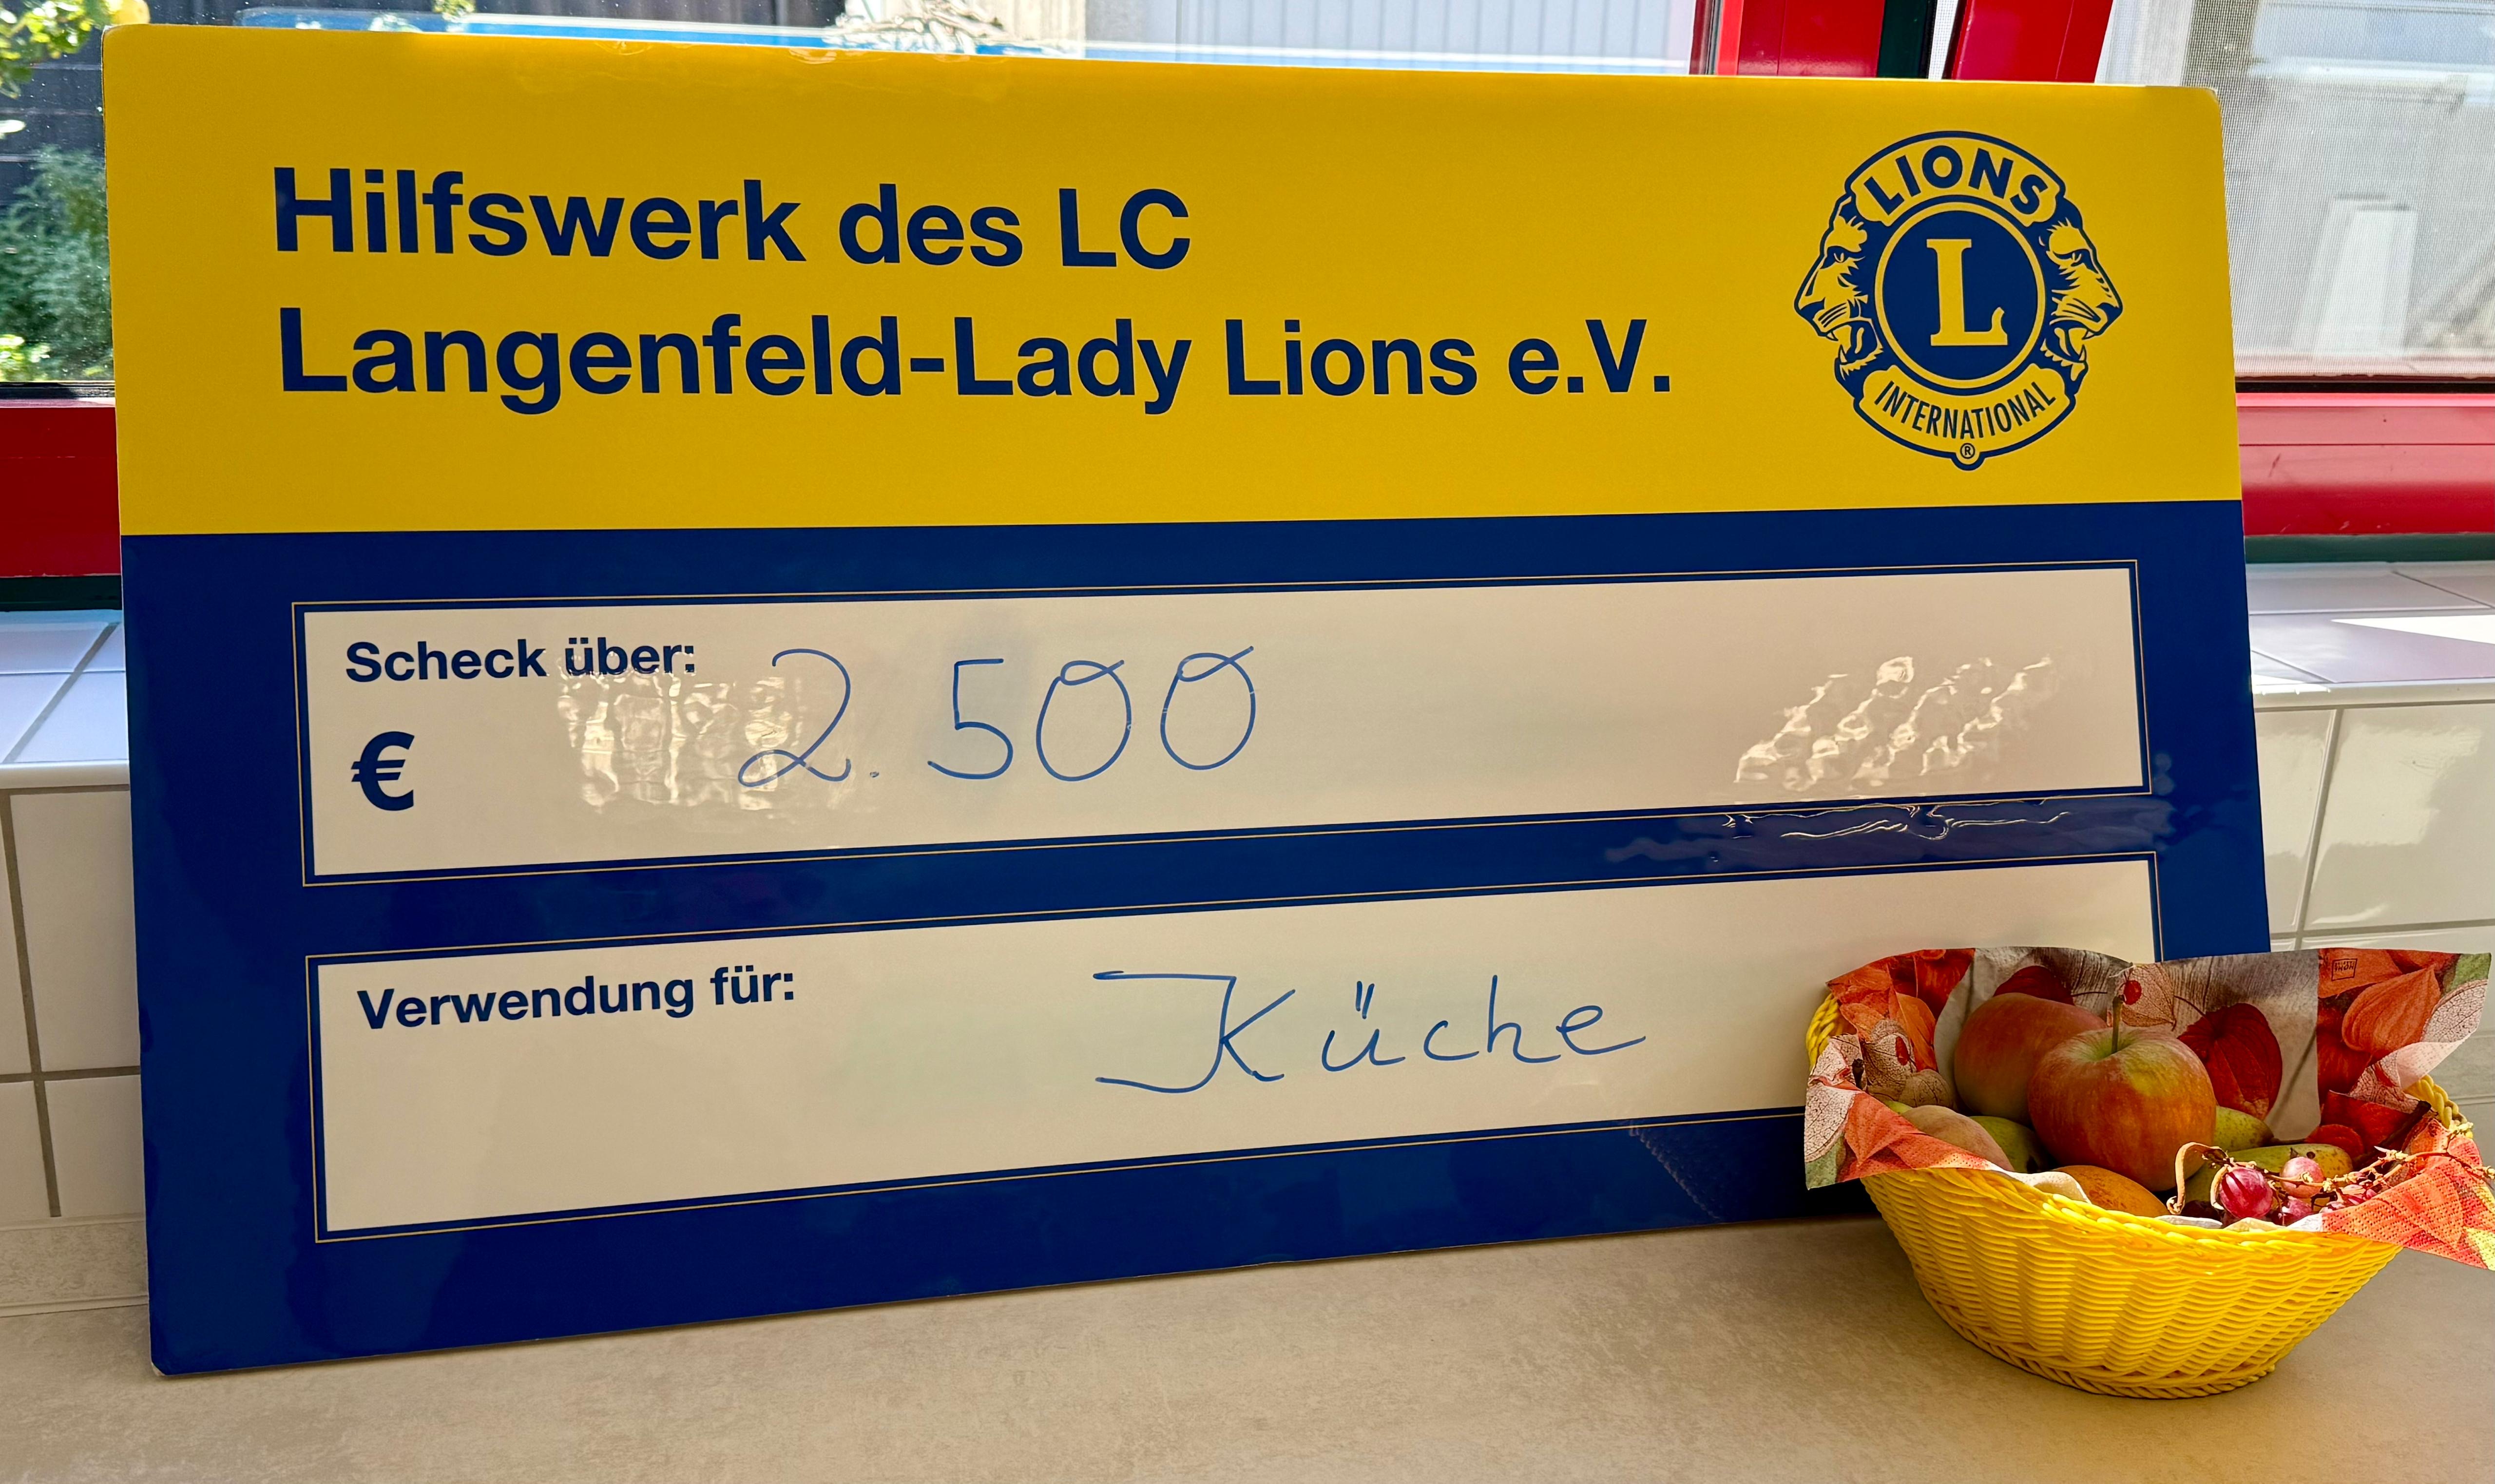 Hilfswerk des LC
Langenfeld-Lady Lions e.V.
LIONS
L
INTERNATIONAL
®
Scheck über:
€ 2.500
Verwendung für:
Küche